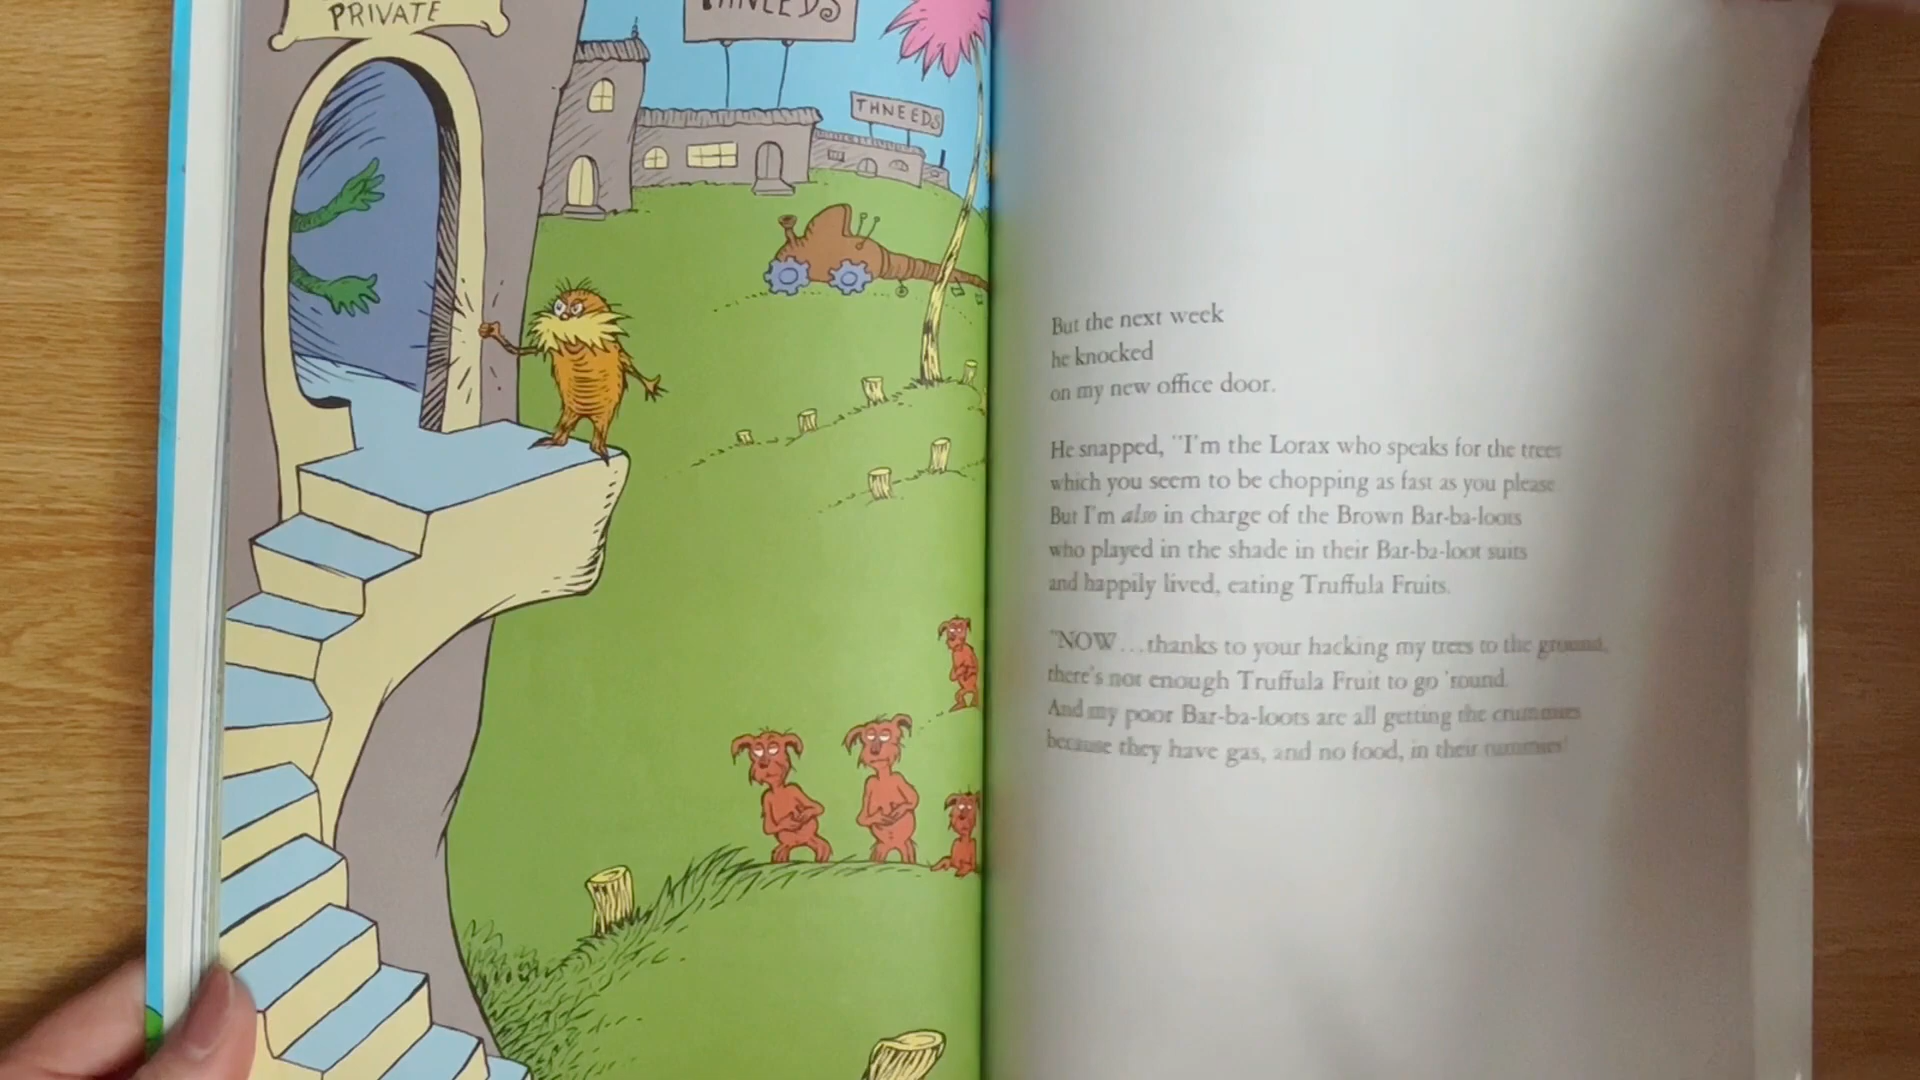 PRIVATE
THNEEDS
THNEEDS
But the next week
he knocked
on my new office door.
He snapped, "I'm the Lorax who speaks for the trees
which you seem to be chopping as fast as you please
But I'm also in charge of the Brown Bar-ba-loots
who played in the shade in their Bar-ba-loot suits
and happily lived, eating Truffula Fruits.
"NOW...thanks to your hacking my trees to the ground,
there's not enough Truffula Fruit to go 'round.
And my poor Bar-ba-loots are all getting the crummies
because they have gas, and no food, in their tummies!